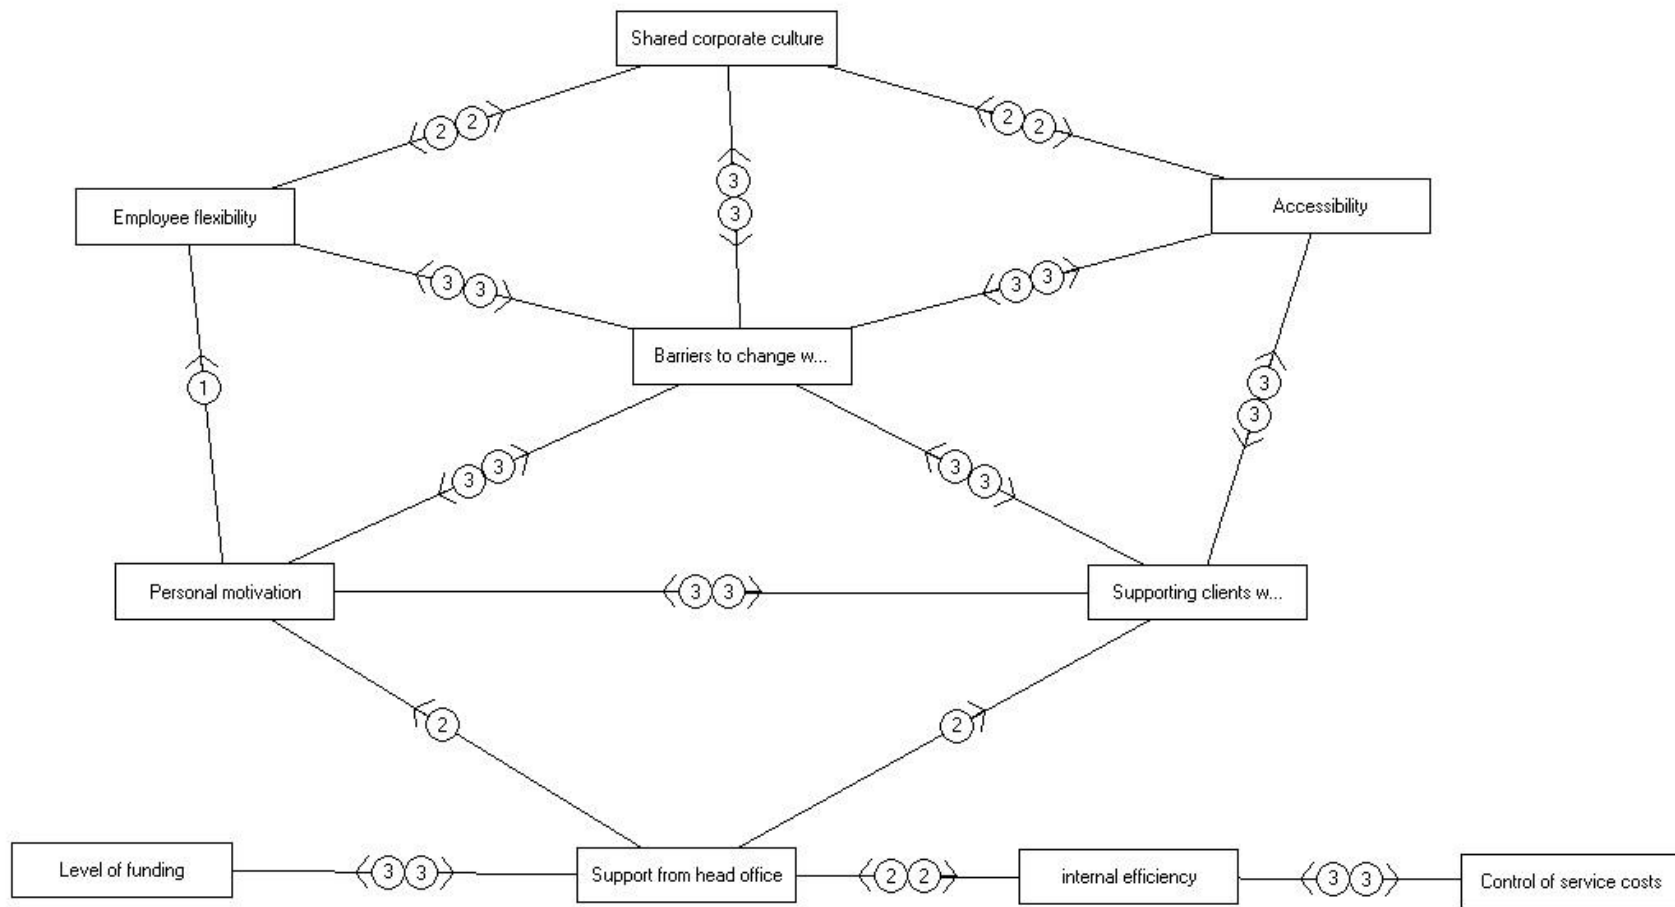 Shared corporate culture
2 2
2 2
3
3
Employee flexibility
Accessibility
3 3
3 3
Barriers to change w...
1
3
3
3 3
3 3
Personal motivation
3 3
Supporting clients w...
2
2
Level of funding
3 3
Support from head office
2 2
internal efficiency
3 3
Control of service costs